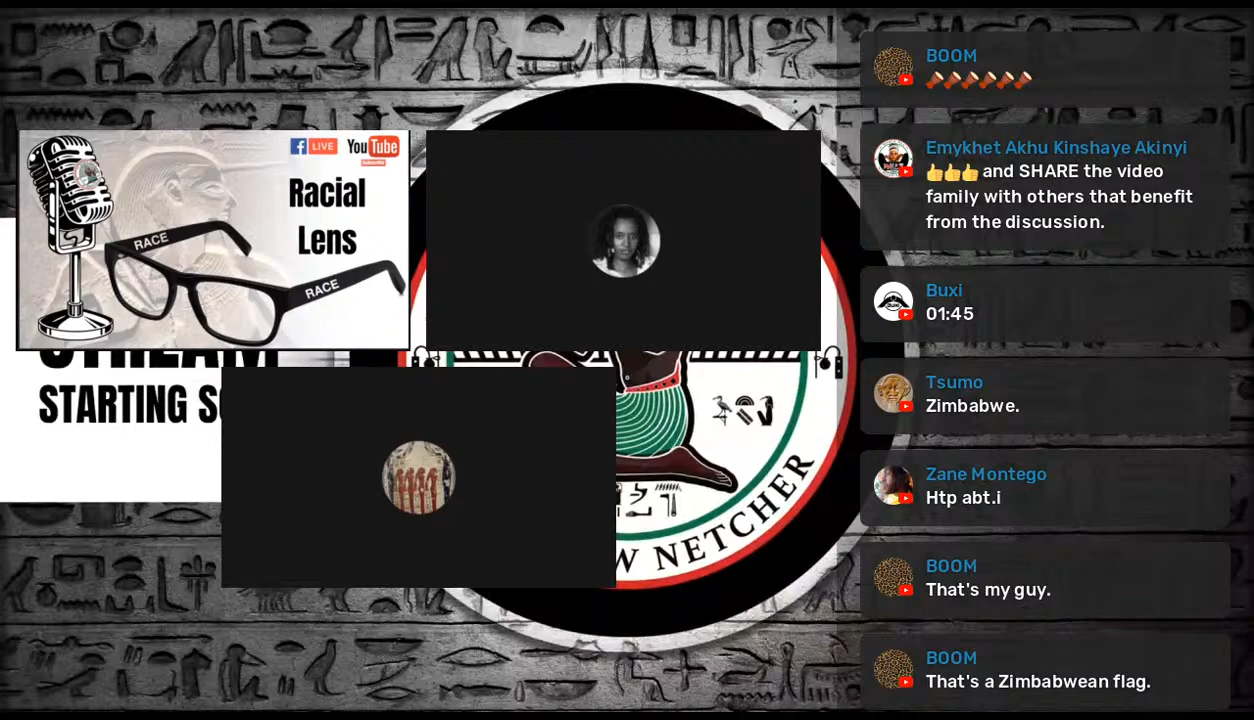 LIVE YouTube
Subscribe
Racial
Lens
RACE
RACE
STREAM
STARTING S
W NETCHER
BOOM
🪘🪘🪘🪘🪘🪘
Emykhet Akhu Kinshaye Akinyi
👍👍👍 and SHARE the video
family with others that benefit
from the discussion.
Buxi
01:45
Tsumo
Zimbabwe.
Zane Montego
Htp abt.i
BOOM
That's my guy.
BOOM
That's a Zimbabwean flag.